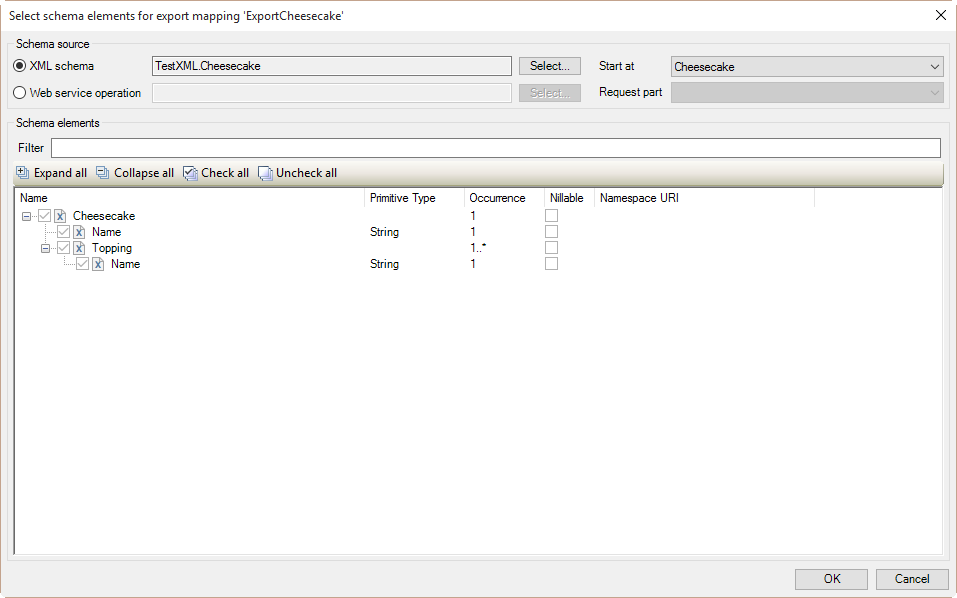 Select schema elements for export mapping 'ExportCheesecake'
Schema source
XML schema TestXML.Cheesecake Select... Start at Cheesecake
Web service operation Select... Request part
Schema elements
Filter
Expand all Collapse all Check all Uncheck all
Name Primitive Type Occurrence Nillable Namespace URI
Cheesecake 1
Name String 1
Topping 1..*
Name String 1
OK Cancel